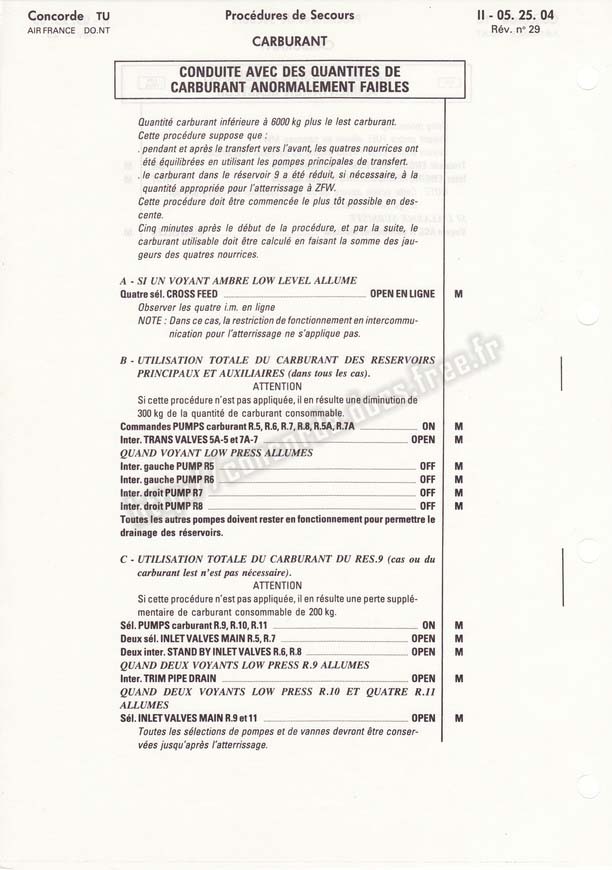 Concorde TU
Procédures de Secours
II - 05. 25. 04
AIR FRANCE DO.NT
Rév. n° 29
CARBURANT
CONDUITE AVEC DES QUANTITES DE
CARBURANT ANORMALEMENT FAIBLES
Quantité carburant inférieure à 6000 kg plus le lest carburant.
Cette procédure suppose que :
. pendant et après le transfert vers l'avant, les quatres nourrices ont
été équilibrées en utilisant les pompes principales de transfert.
. le carburant dans le réservoir 9 a été réduit, si nécessaire, à la
quantité appropriée pour l'atterrissage à ZFW.
Cette procédure doit être commencée le plus tôt possible en des-
cente.
Cinq minutes après le début de la procédure, et par la suite, le
carburant utilisable doit être calculé en faisant la somme des jau-
geurs des quatres nourrices.
A - SI UN VOYANT AMBRE LOW LEVEL ALLUME
Quatre sél. CROSS FEED OPEN EN LIGNE M
Observer les quatre i.m. en ligne
NOTE : Dans ce cas, la restriction de fonctionnement en intercommu-
nication pour l'atterrissage ne s'applique pas.
B - UTILISATION TOTALE DU CARBURANT DES RESERVOIRS
PRINCIPAUX ET AUXILIAIRES (dans tous les cas).
ATTENTION
Si cette procédure n'est pas appliquée, il en résulte une diminution de
300 kg de la quantité de carburant consommable.
Commandes PUMPS carburant R.5, R.6, R.7, R.8, R.5A, R.7A ON M
Inter. TRANS VALVES 5A-5 et 7A-7 OPEN M
QUAND VOYANT LOW PRESS ALLUMES
Inter. gauche PUMP R5 OFF M
Inter. gauche PUMP R6 OFF M
Inter. droit PUMP R7 OFF M
Inter. droit PUMP R8 OFF M
Toutes les autres pompes doivent rester en fonctionnement pour permettre le
drainage des réservoirs.
C - UTILISATION TOTALE DU CARBURANT DU RES.9 (cas ou du
carburant lest n'est pas nécessaire).
ATTENTION
Si cette procédure n'est pas appliquée, il en résulte une perte supplé-
mentaire de carburant consommable de 200 kg.
Sél. PUMPS carburant R.9, R.10, R.11 ON M
Deux sél. INLET VALVES MAIN R.5, R.7 OPEN M
Deux inter. STAND BY INLET VALVES R.6, R.8 OPEN M
QUAND DEUX VOYANTS LOW PRESS R.9 ALLUMES
Inter. TRIM PIPE DRAIN OPEN M
QUAND DEUX VOYANTS LOW PRESS R.10 ET QUATRE R.11
ALLUMES
Sél. INLET VALVES MAIN R.9 et 11 OPEN M
Toutes les sélections de pompes et de vannes devront être conser-
vées jusqu'après l'atterrissage.